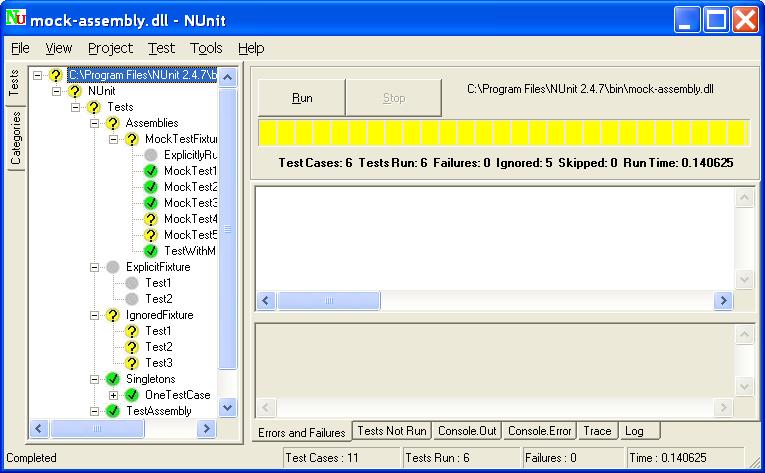 mock-assembly.dll - NUnit
File View Project Test Tools Help
Tests
Categories
C:\Program Files\NUnit 2.4.7\b
NUnit
Tests
Assemblies
MockTestFixtu
ExplicitlyRu
MockTest1
MockTest2
MockTest3
MockTest4
MockTest5
TestWithM
ExplicitFixture
Test1
Test2
IgnoredFixture
Test1
Test2
Test3
Singletons
OneTestCase
TestAssembly
Run Stop C:\Program Files\NUnit 2.4.7\bin\mock-assembly.dll
Test Cases: 6 Tests Run: 6 Failures: 0 Ignored: 5 Skipped: 0 Run Time: 0.140625
Errors and Failures Tests Not Run Console.Out Console.Error Trace Log
Completed Test Cases : 11 Tests Run : 6 Failures : 0 Time : 0.140625